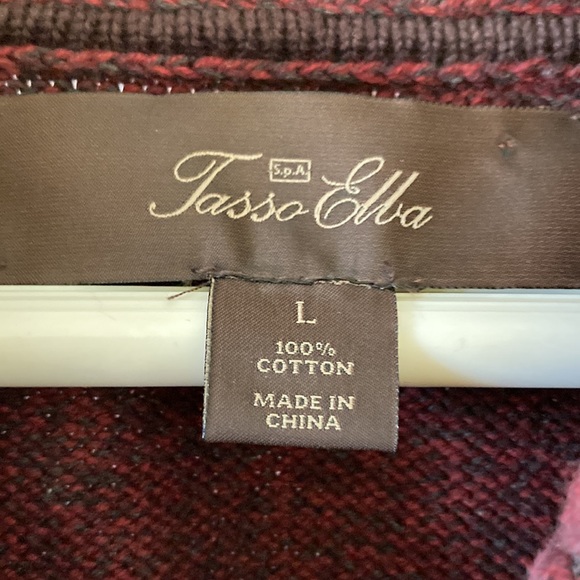 S.p.A.
Tasso Elba
L
100%
COTTON
MADE IN
CHINA